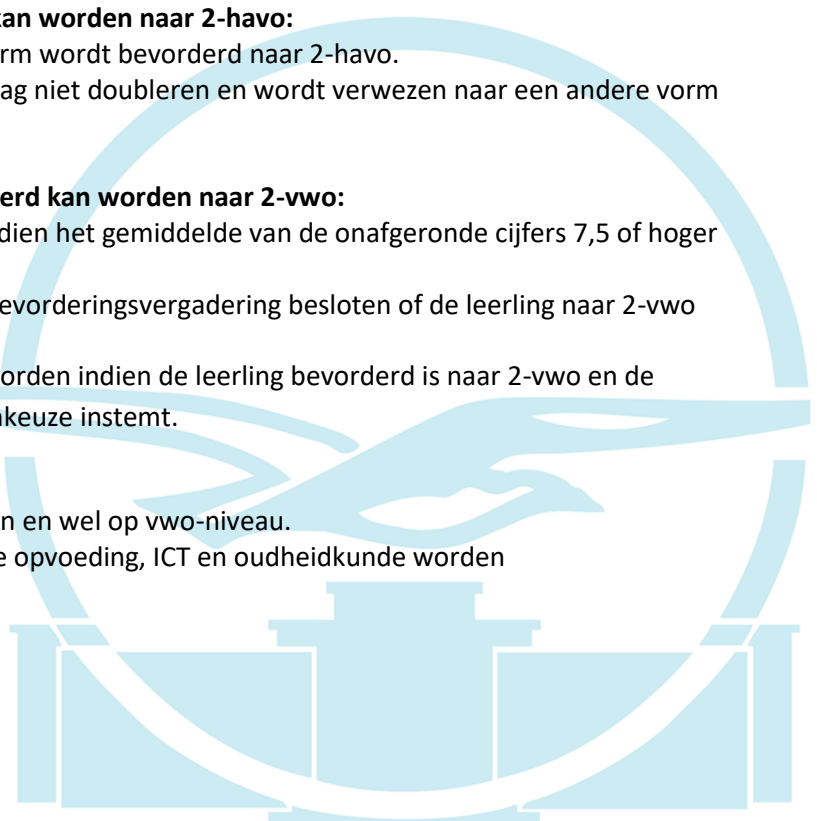 kan worden naar 2-havo:
orm wordt bevorderd naar 2-havo.
ag niet doubleren en wordt verwezen naar een andere vorm
erd kan worden naar 2-vwo:
dien het gemiddelde van de onafgeronde cijfers 7,5 of hoger
evorderingsvergadering besloten of de leerling naar 2-vwo
orden indien de leerling bevorderd is naar 2-vwo en de
nkeuze instemt.
n en wel op vwo-niveau.
e opvoeding, ICT en oudheidkunde worden